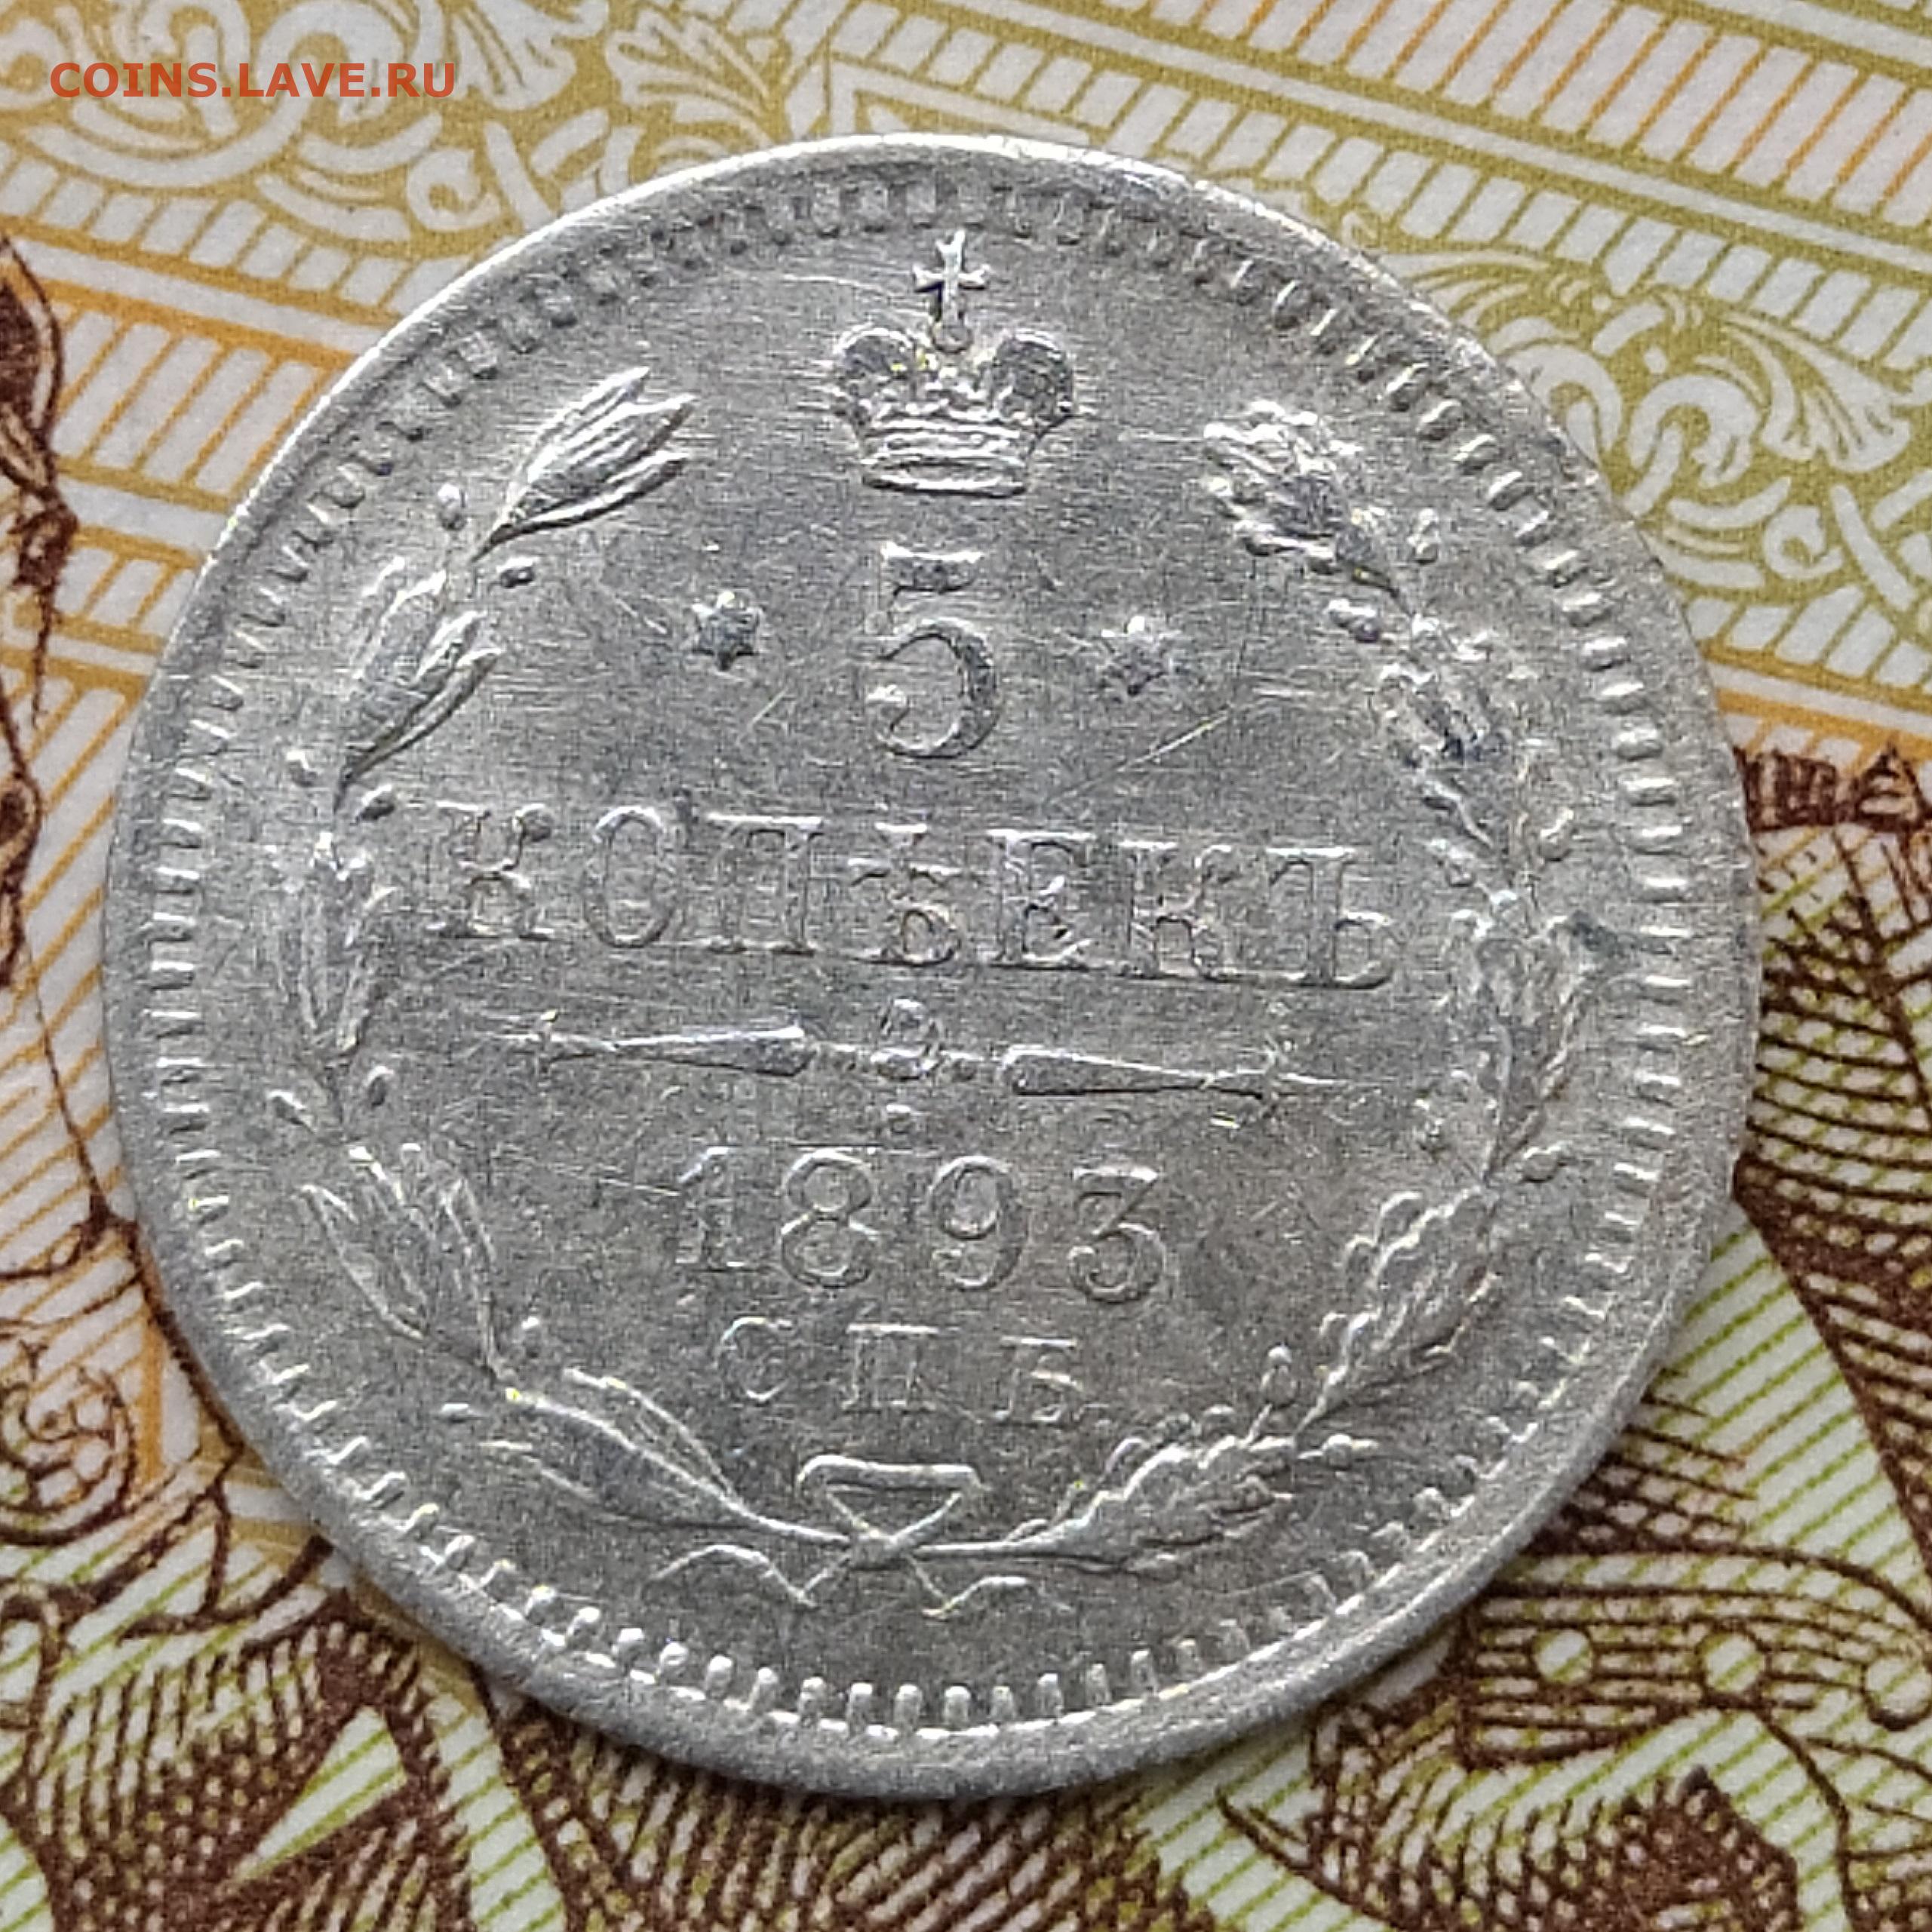 COINS.LAVE.RU
* 5 *
КОПѢЕКЪ
1893
СПБ